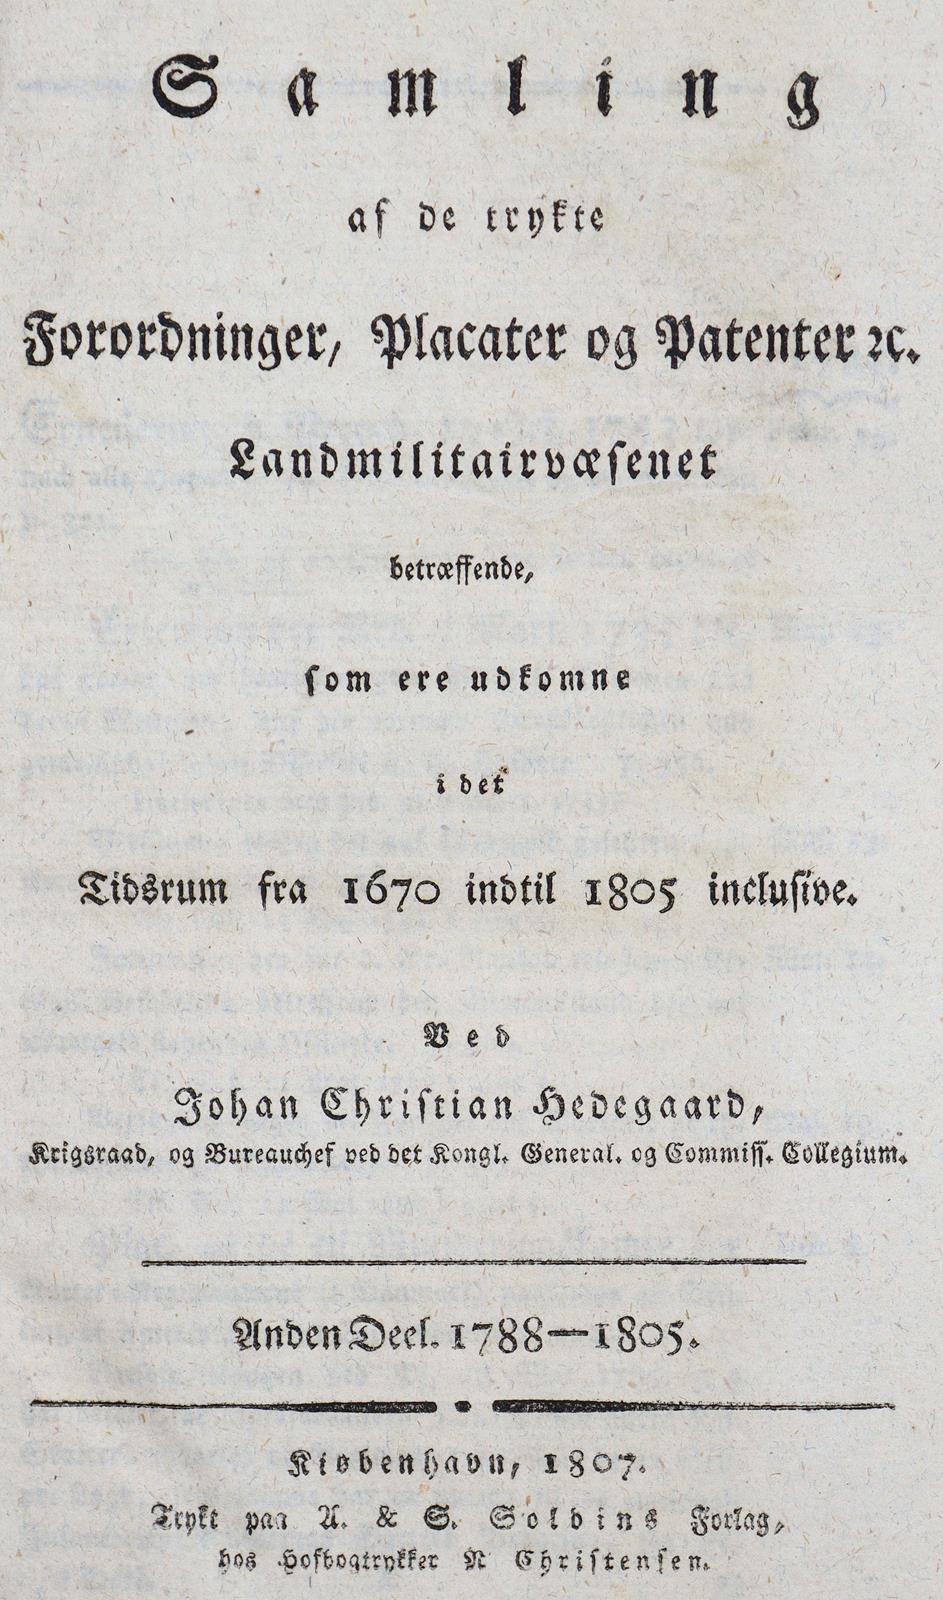 Samling
af de trykte
Forordninger, Placater og Patenter ꝛc.
Landmilitairvæsenet
betræffende,
som ere udkomne
i det
Tidsrum fra 1670 indtil 1805 inclusive.
Ved
Johan Christian Hedegaard,
Krigsraad, og Bureauchef ved det Kongl. General. og Commiss. Collegium.
Anden Deel. 1788—1805.
Kiøbenhavn, 1807.
Trykt paa A. & S. Soldins Forlag,
hos Hofbogtrykker N Christensen.